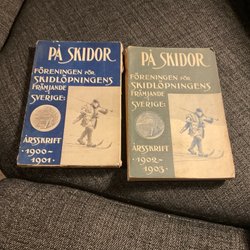 PÅ SKIDOR
FÖRENINGEN FÖR
SKIDLÖPNINGENS
FRÄMJANDE
I
SVERIGE:
ÅRSSKRIFT
·1900-
1901·
PÅ SKIDOR
FÖRENINGEN FÖR
SKIDLÖPNINGENS
FRÄMJANDE
I
SVERIGE:
ÅRSSKRIFT
·1902-
1903·